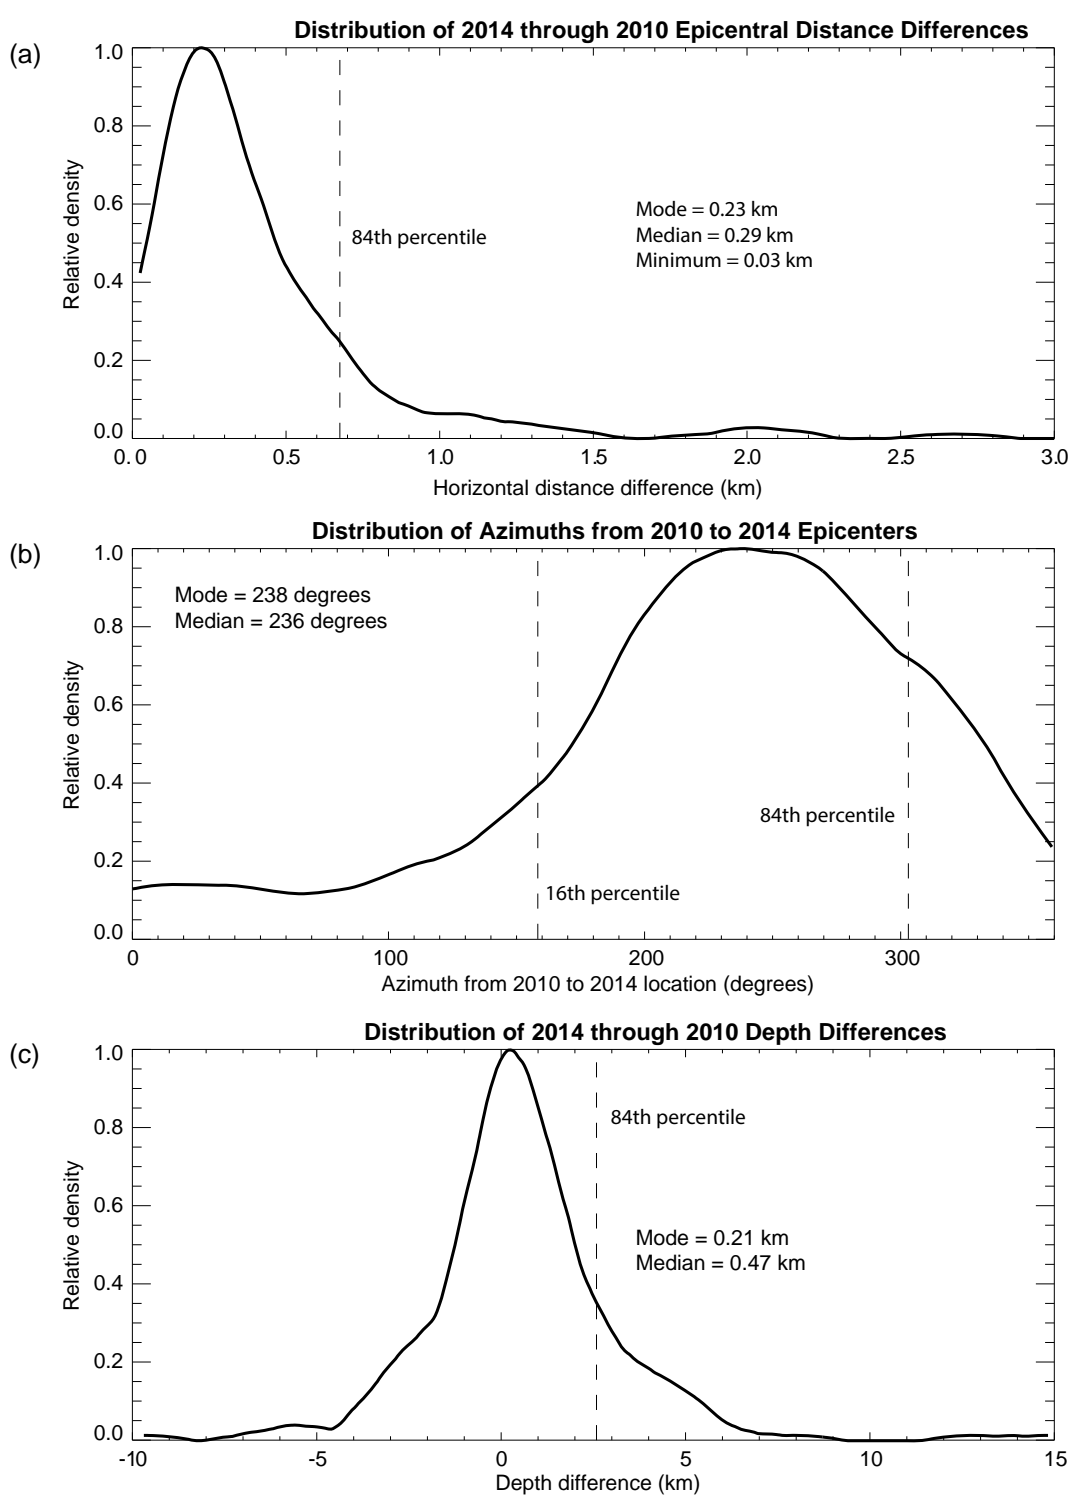 Distribution of 2014 through 2010 Epicentral Distance Differences
(a)
1.0
0.8
0.6
0.4
0.2
0.0
Relative density
84th percentile
Mode = 0.23 km
Median = 0.29 km
Minimum = 0.03 km
0.0 0.5 1.0 1.5 2.0 2.5 3.0
Horizontal distance difference (km)
Distribution of Azimuths from 2010 to 2014 Epicenters
(b)
1.0
0.8
0.6
0.4
0.2
0.0
Relative density
Mode = 238 degrees
Median = 236 degrees
84th percentile
16th percentile
0 100 200 300
Azimuth from 2010 to 2014 location (degrees)
Distribution of 2014 through 2010 Depth Differences
(c)
1.0
0.8
0.6
0.4
0.2
0.0
Relative density
84th percentile
Mode = 0.21 km
Median = 0.47 km
-10 -5 0 5 10 15
Depth difference (km)